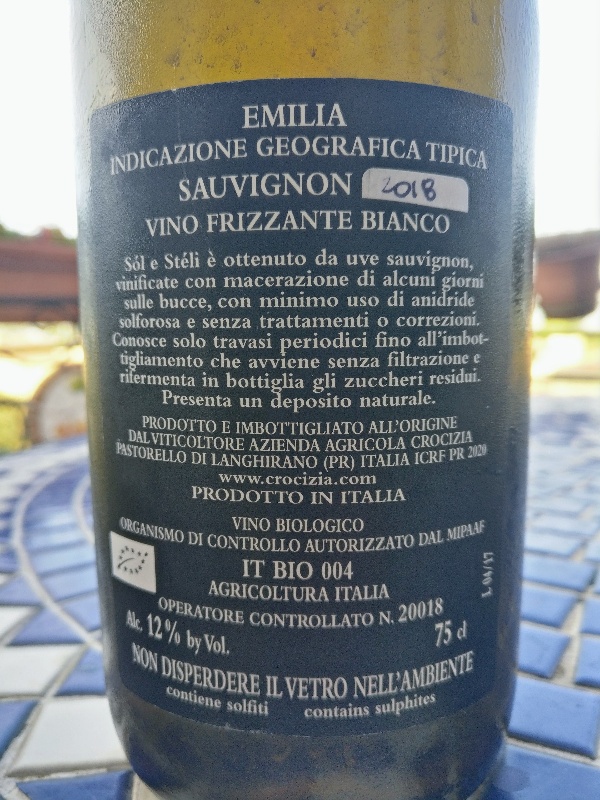 EMILIA
INDICAZIONE GEOGRAFICA TIPICA
SAUVIGNON 2018
VINO FRIZZANTE BIANCO
Sól e Stéli è ottenuto da uve sauvignon,
vinificate con macerazione di alcuni giorni
sulle bucce, con minimo uso di anidride
solforosa e senza trattamenti o correzioni.
Conosce solo travasi periodici fino all'imbot-
tigliamento che avviene senza filtrazione e
rifermenta in bottiglia gli zuccheri residui.
Presenta un deposito naturale.
PRODOTTO E IMBOTTIGLIATO ALL'ORIGINE
DAL VITICOLTORE AZIENDA AGRICOLA CROCIZIA
PASTORELLO DI LANGHIRANO (PR) ITALIA ICRF PR 2020
www.crocizia.com
PRODOTTO IN ITALIA
VINO BIOLOGICO
ORGANISMO DI CONTROLLO AUTORIZZATO DAL MIPAAF
IT BIO 004
AGRICOLTURA ITALIA
OPERATORE CONTROLLATO N. 20018
L 04/17
Alc. 12% by Vol. 75 cl
NON DISPERDERE IL VETRO NELL'AMBIENTE
contiene solfiti contains sulphites